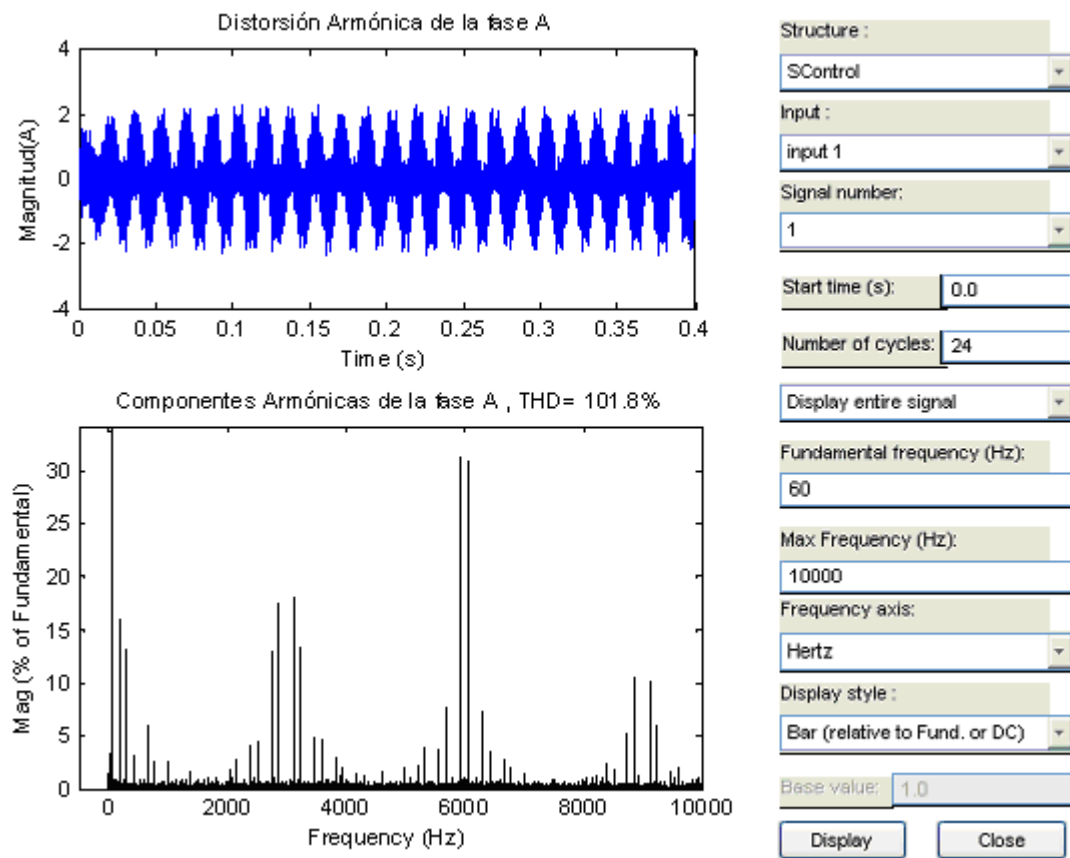 Distorsión Armónica de la fase A
4
2
0
-2
-4
Magnitud(A)
0
0.05
0.1
0.15
0.2
0.25
0.3
0.35
0.4
Time (s)
Componentes Armónicas de la fase A , THD= 101.8%
30
25
20
15
10
5
0
Mag (% of Fundamental)
0
2000
4000
6000
8000
10000
Frequency (Hz)
Structure :
SControl
Input :
input 1
Signal number:
1
Start time (s):
0.0
Number of cycles:
24
Display entire signal
Fundamental frequency (Hz):
60
Max Frequency (Hz):
10000
Frequency axis:
Hertz
Display style :
Bar (relative to Fund. or DC)
Base value:
1.0
Display
Close